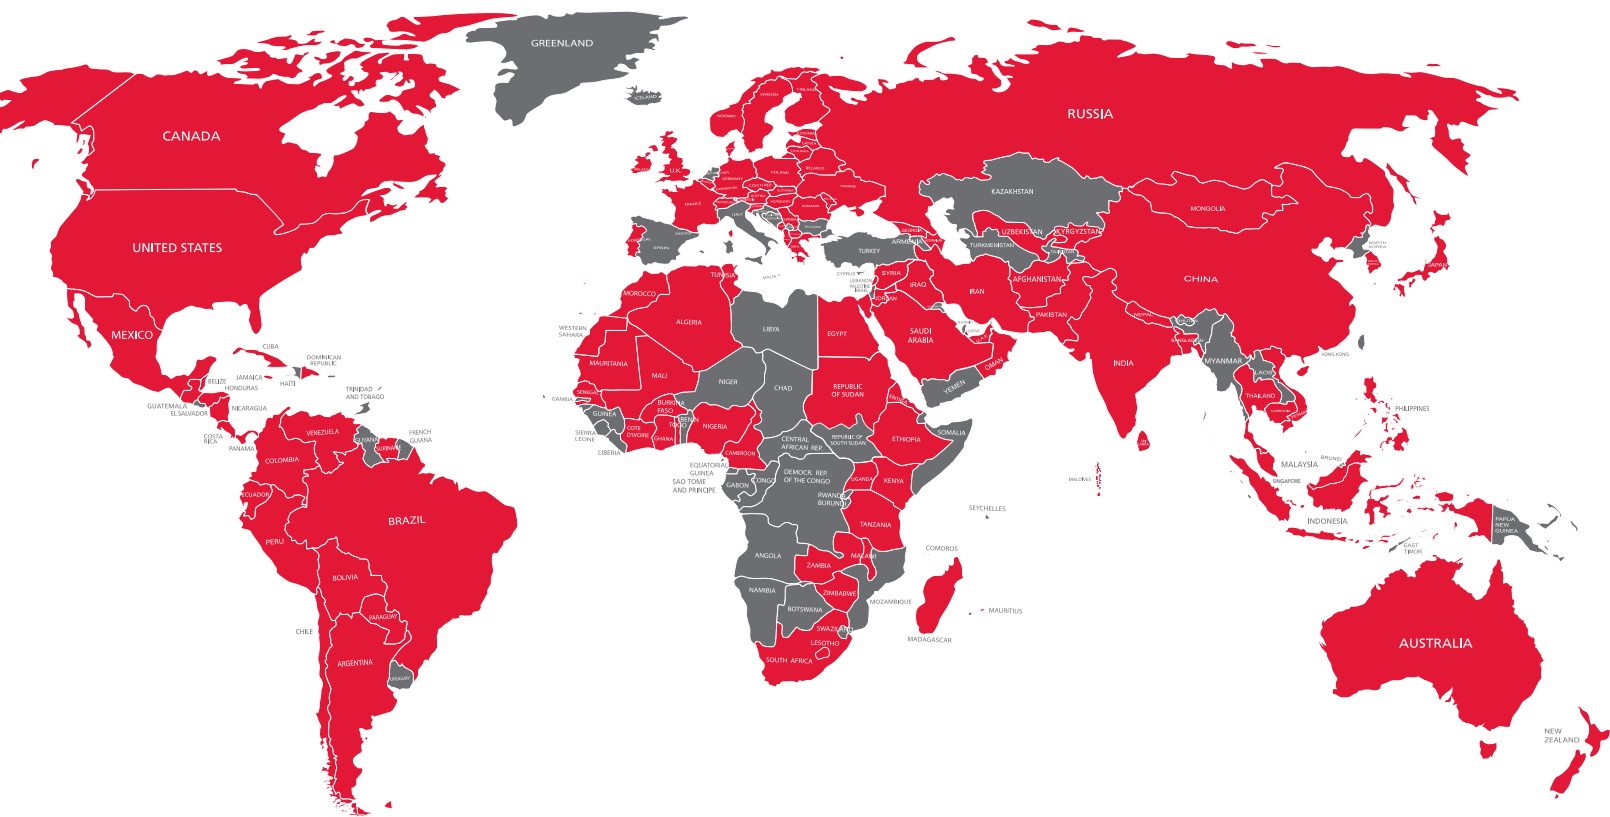 GREENLAND
ICELAND
CANADA
RUSSIA
UNITED STATES
MEXICO
CUBA
DOMINICAN
REPUBLIC
BELIZE
JAMAICA
HAITI
HONDURAS
TRINIDAD
AND TOBAGO
GUATEMALA
EL SALVADOR
NICARAGUA
COSTA
RICA
PANAMA
VENEZUELA
GUYANA
SURINAME
FRENCH
GUIANA
COLOMBIA
ECUADOR
PERU
BRAZIL
BOLIVIA
PARAGUAY
CHILE
ARGENTINA
URUGUAY
NORWAY
SWEDEN
FINLAND
ESTONIA
U.K.
GERMANY
POLAND
BELARUS
CZECH REP.
FRANCE
HUNGARY
ITALY
SPAIN
MALTA
TURKEY
CYPRUS
LEBANON
PALESTINE
ISRAEL
GEORGIA
ARMENIA
SYRIA
IRAQ
JORDAN
IRAN
SAUDI
ARABIA
YEMEN
OMAN
QATAR
KAZAKHSTAN
UZBEKISTAN
KYRGYZSTAN
TURKMENISTAN
AFGHANISTAN
PAKISTAN
INDIA
NEPAL
BANGLADESH
MONGOLIA
CHINA
NORTH
KOREA
JAPAN
HONG KONG
MYANMAR
LAOS
THAILAND
CAMBODIA
PHILIPPINES
MALAYSIA
BRUNEI
SINGAPORE
INDONESIA
EAST
TIMOR
PAPUA
NEW
GUINEA
MALDIVES
MOROCCO
TUNISIA
ALGERIA
LIBYA
EGYPT
WESTERN
SAHARA
MAURITANIA
MALI
NIGER
CHAD
REPUBLIC
OF SUDAN
ERITREA
SENEGAL
GAMBIA
GUINEA
SIERRA
LEONE
LIBERIA
COTE
D'IVOIRE
BURKINA
FASO
GHANA
TOGO
BENIN
NIGERIA
CAMEROON
CENTRAL
AFRICAN REP.
REPUBLIC OF
SOUTH SUDAN
ETHIOPIA
SOMALIA
EQUATORIAL
GUINEA
SAO TOME
AND PRINCIPE
GABON
CONGO
DEMOCR. REP.
OF THE CONGO
UGANDA
KENYA
RWANDA
BURUNDI
TANZANIA
SEYCHELLES
COMOROS
ANGOLA
ZAMBIA
MALAWI
NAMIBIA
BOTSWANA
ZIMBABWE
MOZAMBIQUE
MADAGASCAR
MAURITIUS
SWAZILAND
LESOTHO
SOUTH AFRICA
AUSTRALIA
NEW
ZEALAND